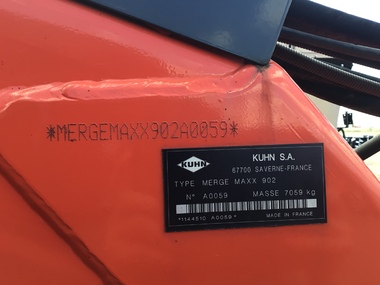 *MERGEMAXX902A0059*
KUHN
KUHN S.A.
67700 SAVERNE-FRANCE
TYPE MERGE MAXX 902
N° A0059 MASSE 7059 kg
*1144510 A0059*
MADE IN FRANCE